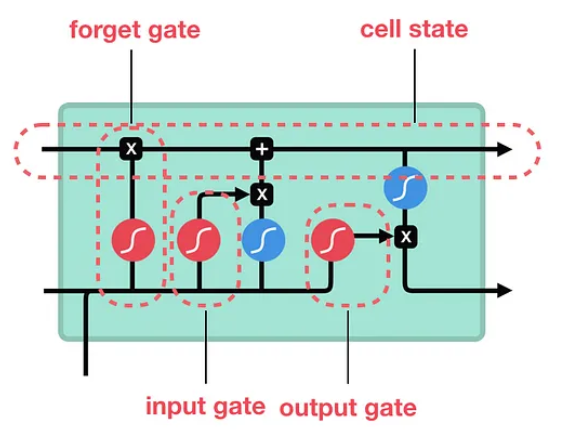 forget gate
cell state
X
+
X
X
input gate
output gate